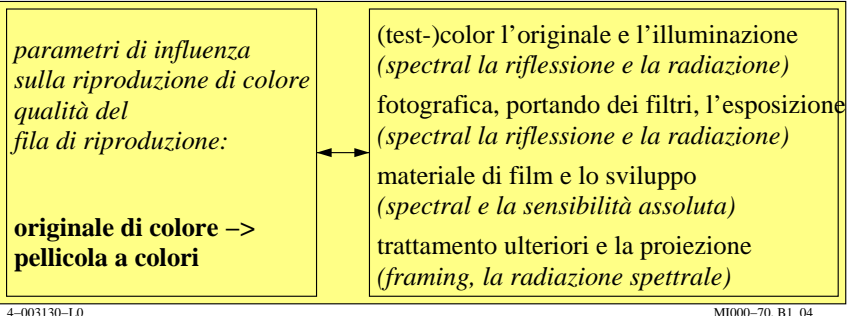 parametri di influenza
sulla riproduzione di colore
qualità del
fila di riproduzione:
originale di colore −>
pellicola a colori
(test-)color l'originale e l'illuminazione
(spectral la riflessione e la radiazione)
fotografica, portando dei filtri, l'esposizione
(spectral la riflessione e la radiazione)
materiale di film e lo sviluppo
(spectral e la sensibilità assoluta)
trattamento ulteriori e la proiezione
(framing, la radiazione spettrale)
4−003130−L0
MI000−70, B1_04